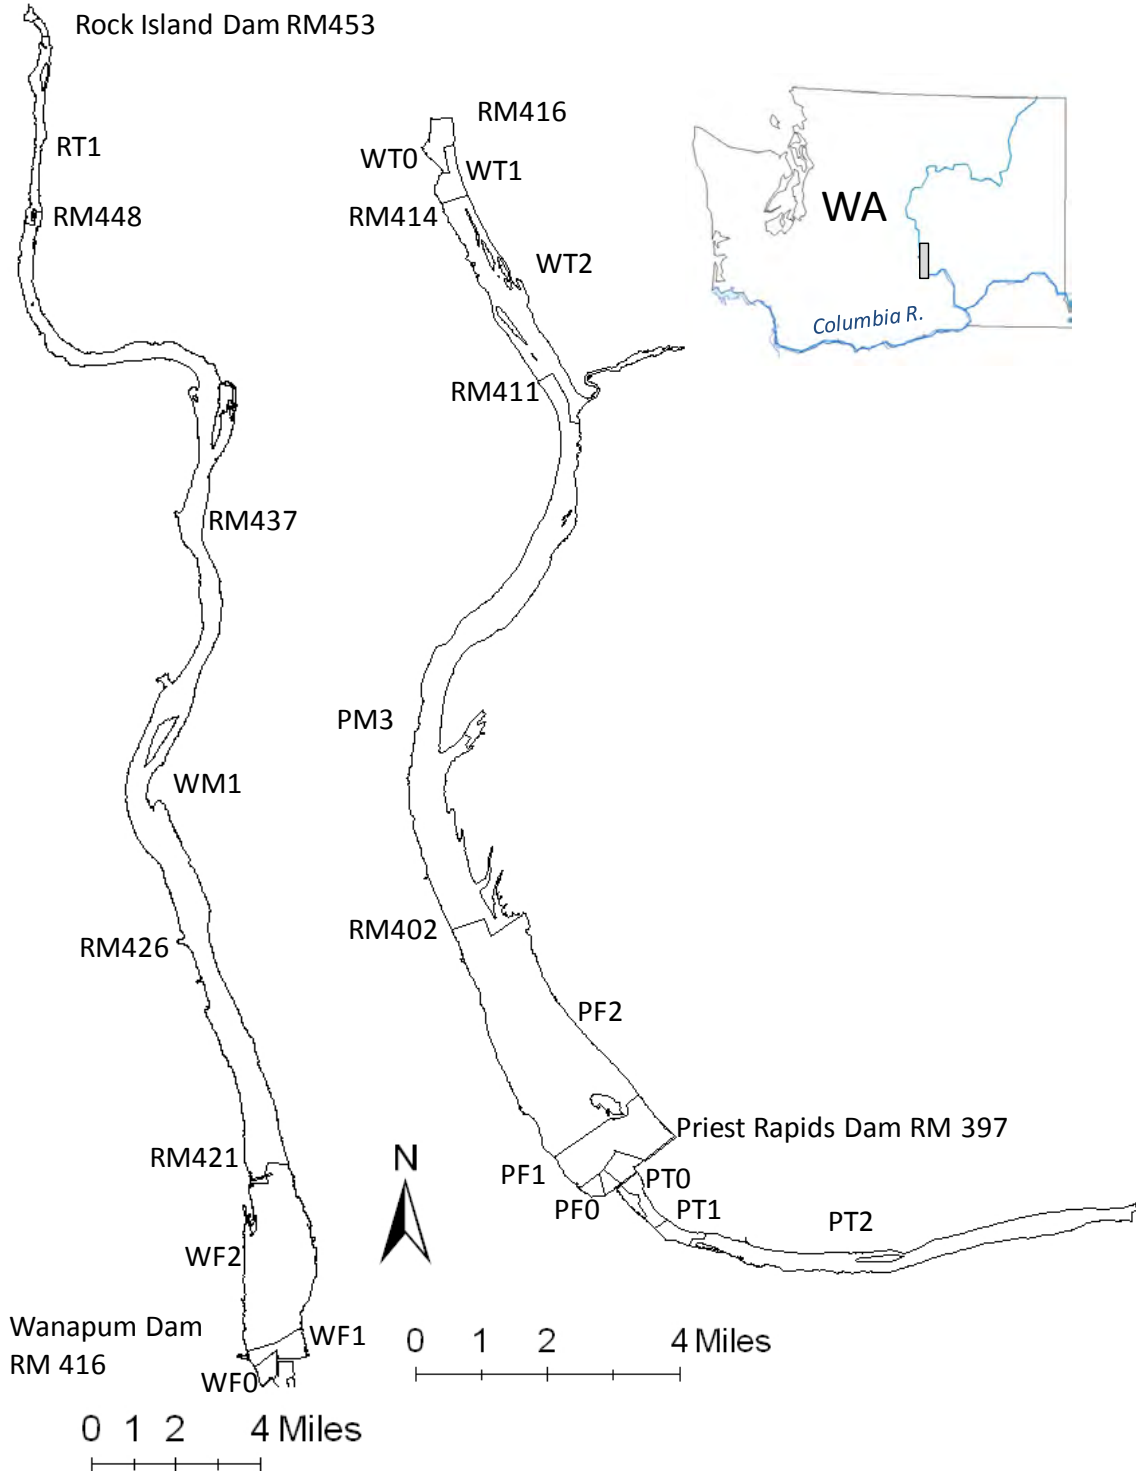 Rock Island Dam RM453
RT1
RM448
RM437
WM1
RM426
RM421
WF2
Wanapum Dam
RM 416
WF1
WF0
0 1 2 4 Miles
RM416
WT0
WT1
RM414
WT2
RM411
PM3
RM402
PF2
Priest Rapids Dam RM 397
PF1
PF0
PT0
PT1
PT2
N
0 1 2 4 Miles
WA
Columbia R.